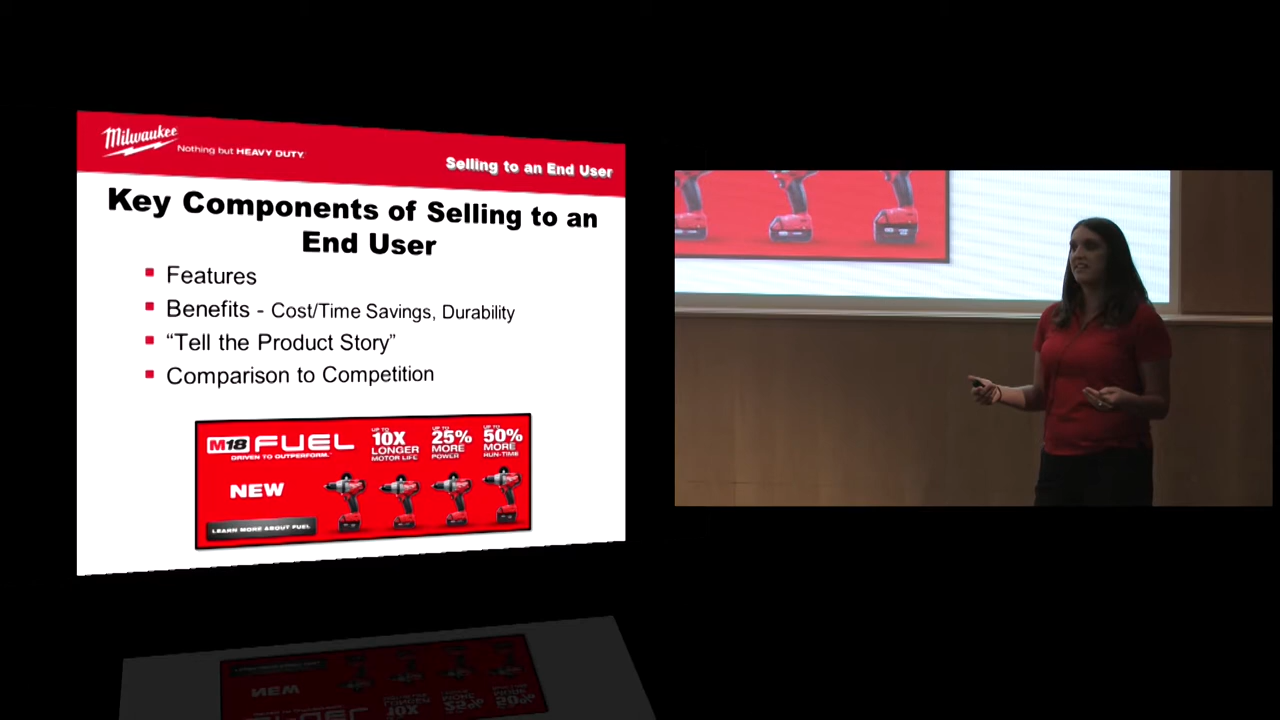 Milwaukee
Nothing but HEAVY DUTY.
Selling to an End User
Key Components of Selling to an
End User
Features
Benefits - Cost/Time Savings, Durability
“Tell the Product Story”
Comparison to Competition
M18 FUEL
DRIVEN TO OUTPERFORM.™
UP TO
10X
LONGER
MOTOR LIFE
UP TO
25%
MORE
POWER
UP TO
50%
MORE
RUN-TIME
NEW
LEARN MORE ABOUT FUEL